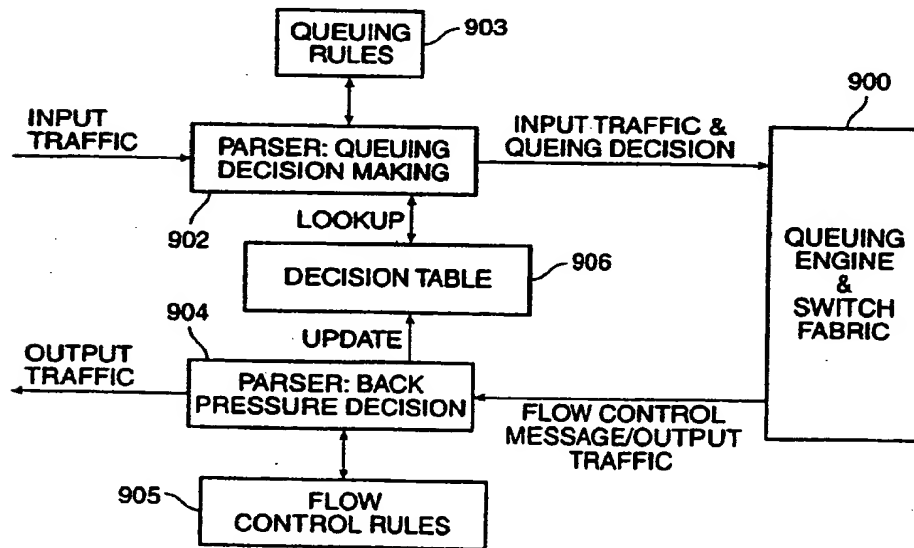 QUEUING
RULES
903
900
INPUT
TRAFFIC
PARSER: QUEUING
DECISION MAKING
INPUT TRAFFIC &
QUEING DECISION
902
LOOKUP
DECISION TABLE
906
QUEUING
ENGINE
&
SWITCH
FABRIC
904
UPDATE
OUTPUT
TRAFFIC
PARSER: BACK
PRESSURE DECISION
FLOW CONTROL
MESSAGE/OUTPUT
TRAFFIC
905
FLOW
CONTROL RULES